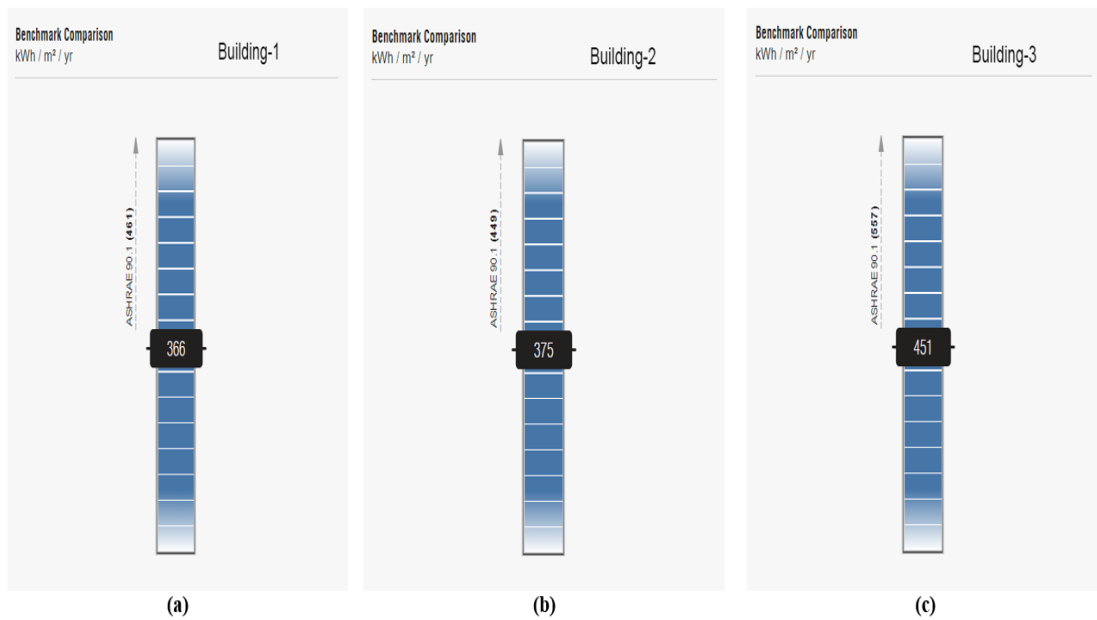 Benchmark Comparison
kWh / m² / yr
Building-1
ASHRAE 90.1 (461)
366
(a)
Benchmark Comparison
kWh / m² / yr
Building-2
ASHRAE 90.1 (449)
375
(b)
Benchmark Comparison
kWh / m² / yr
Building-3
ASHRAE 90.1 (557)
451
(c)